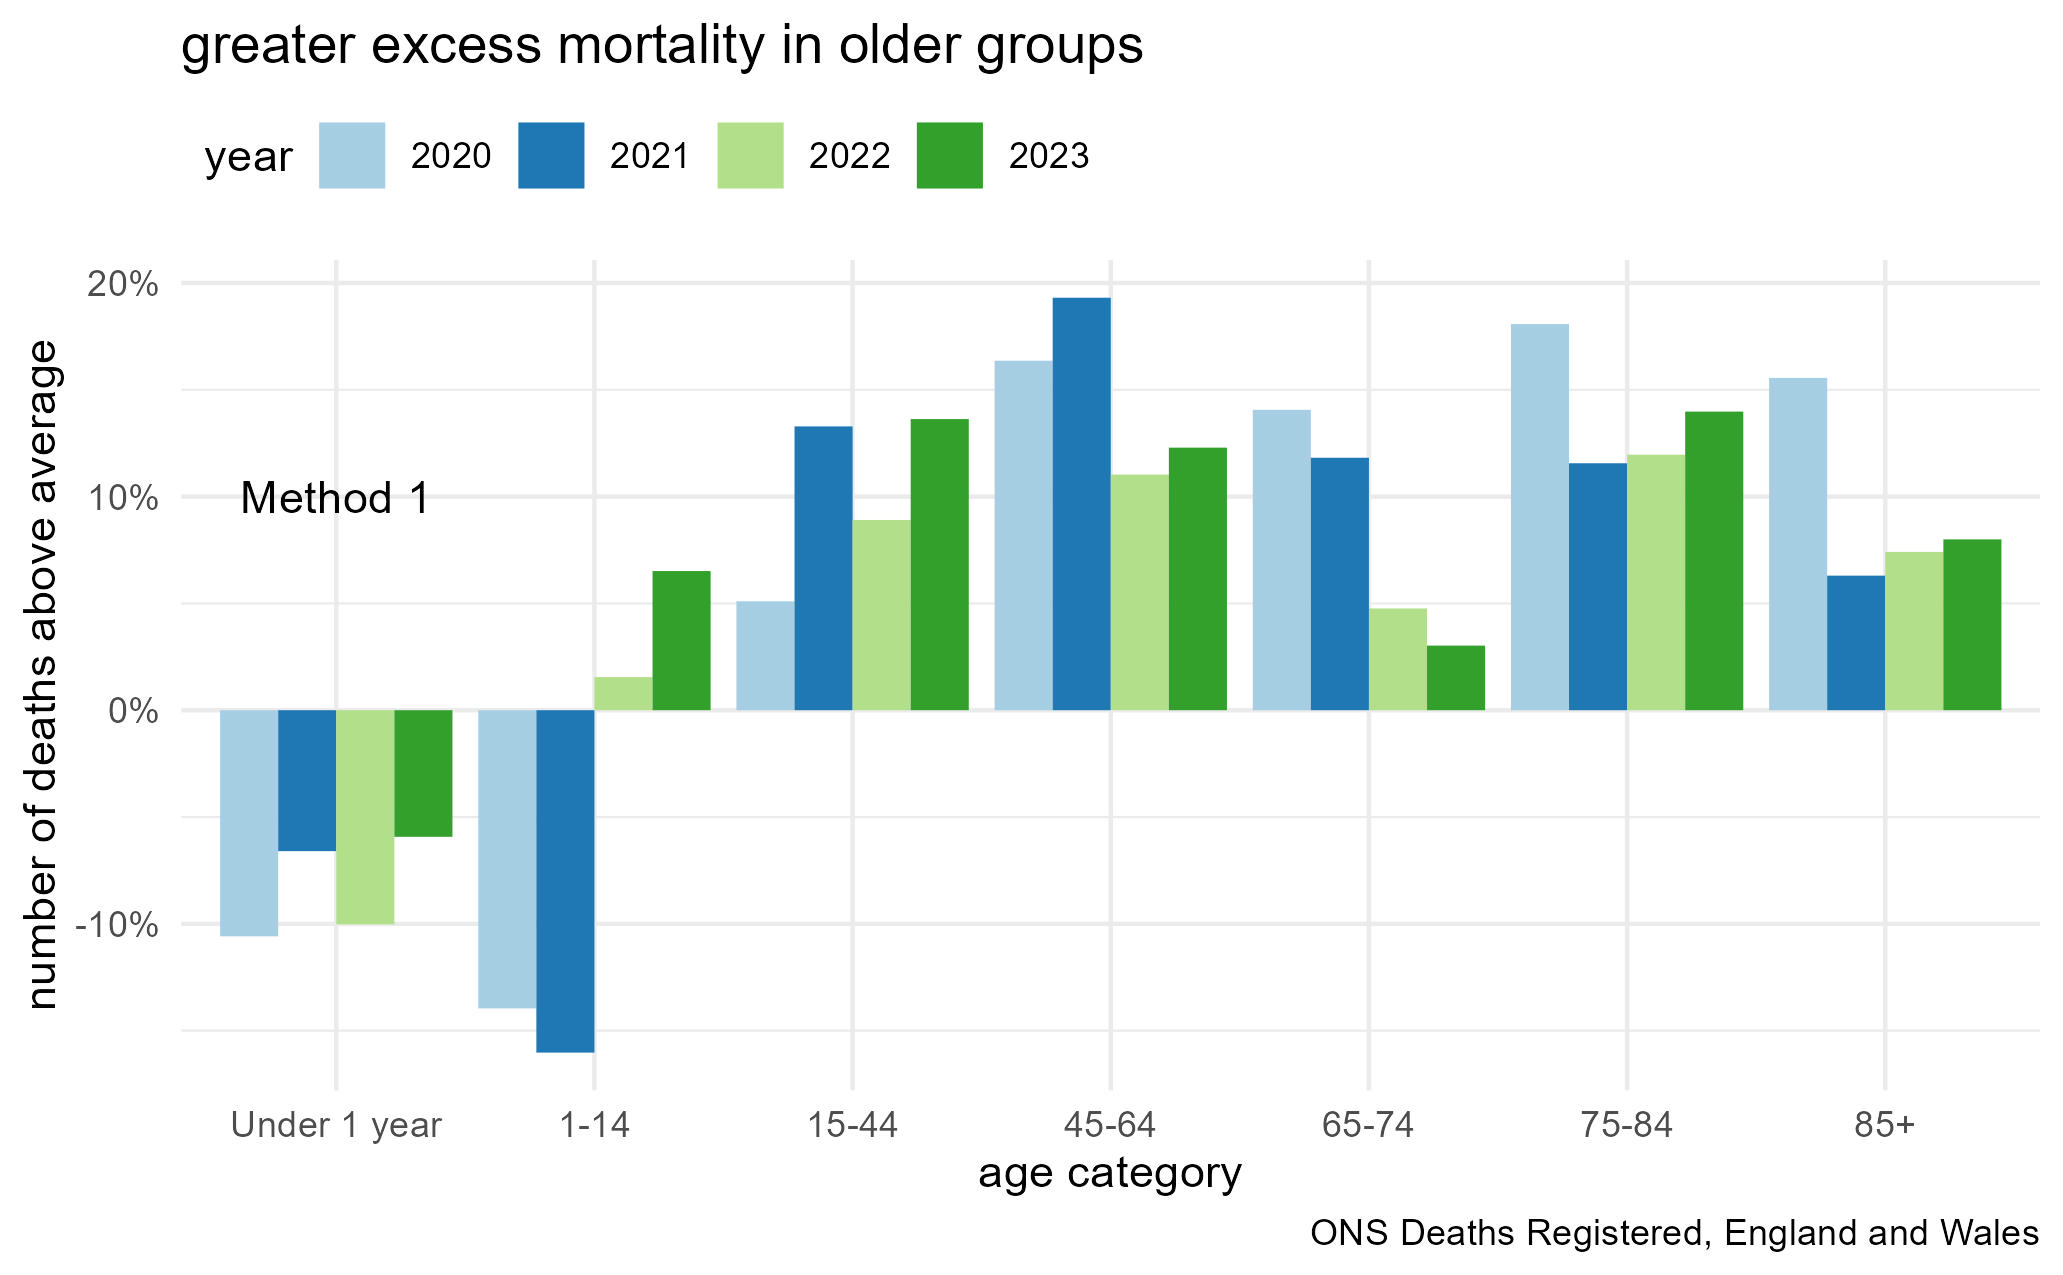 greater excess mortality in older groups
year 2020 2021 2022 2023
number of deaths above average
20%
10%
0%
-10%
Method 1
Under 1 year 1-14 15-44 45-64 65-74 75-84 85+
age category
ONS Deaths Registered, England and Wales